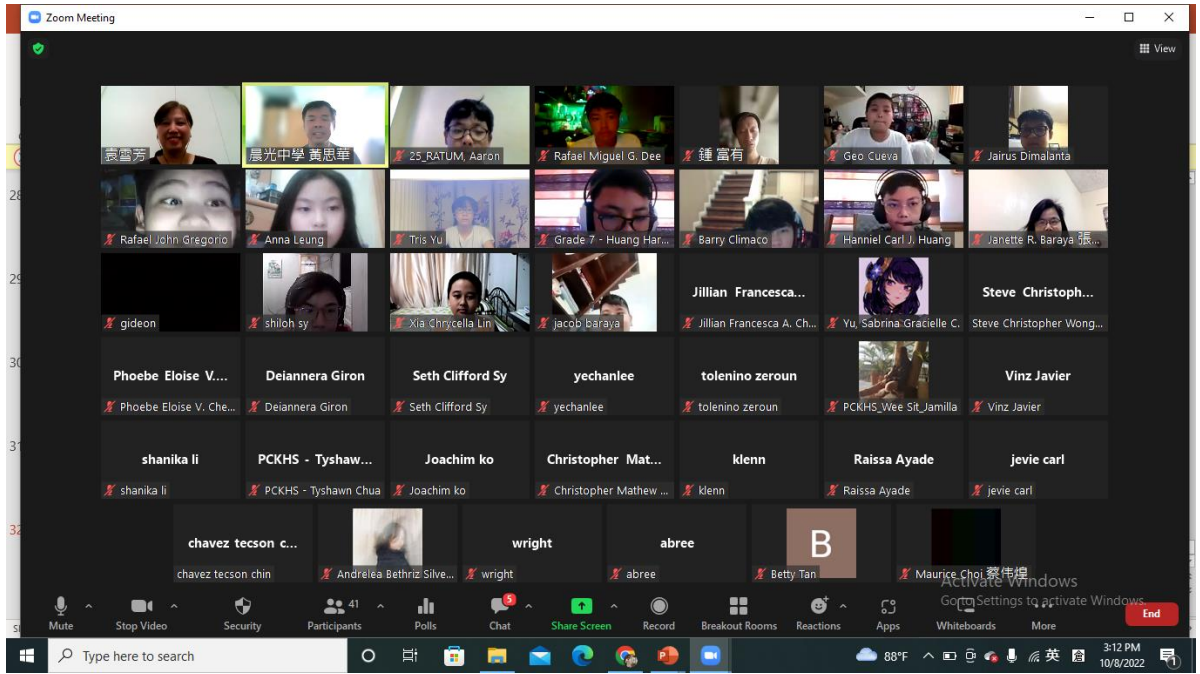 Zoom Meeting
View
袁雪芳
晨光中學 黃思華
25_RATUM, Aaron
Rafael Miguel G. Dee
鍾 富有
Geo Cueva
Jairus Dimalanta
28
Rafael John Gregorio
Anna Leung
Tris Yu
Grade 7 - Huang Har...
Barry Climaco
Hanniel Carl J. Huang
Janette R. Baraya 張...
29
gideon
shiloh sy
Xia Chrycella Lin
jacob baraya
Jillian Francesca...
Jillian Francesca A. Ch...
Yu, Sabrina Gracielle C.
Steve Christoph...
Steve Christopher Wong...
30
Phoebe Eloise V....
Phoebe Eloise V. Che...
Deiannera Giron
Deiannera Giron
Seth Clifford Sy
Seth Clifford Sy
yechanlee
yechanlee
tolenino zeroun
tolenino zeroun
PCKHS_Wee Sit_Jamilla
Vinz Javier
Vinz Javier
31
shanika li
shanika li
PCKHS - Tyshaw...
PCKHS - Tyshawn Chua
Joachim ko
Joachim ko
Christopher Mat...
Christopher Mathew ...
klenn
klenn
Raissa Ayade
Raissa Ayade
jevie carl
jevie carl
32
chavez tecson c...
chavez tecson chin
Andrelea Bethriz Silve...
wright
wright
abree
abree
B
Betty Tan
Maurice Choi 蔡伟煌
Activate Windows
Go to Settings to activate Windows.
Mute
Stop Video
Security
41
Participants
Polls
5
Chat
Share Screen
Record
Breakout Rooms
Reactions
Apps
Whiteboards
More
End
Type here to search
88°F
英
倉
3:12 PM
10/8/2022
1